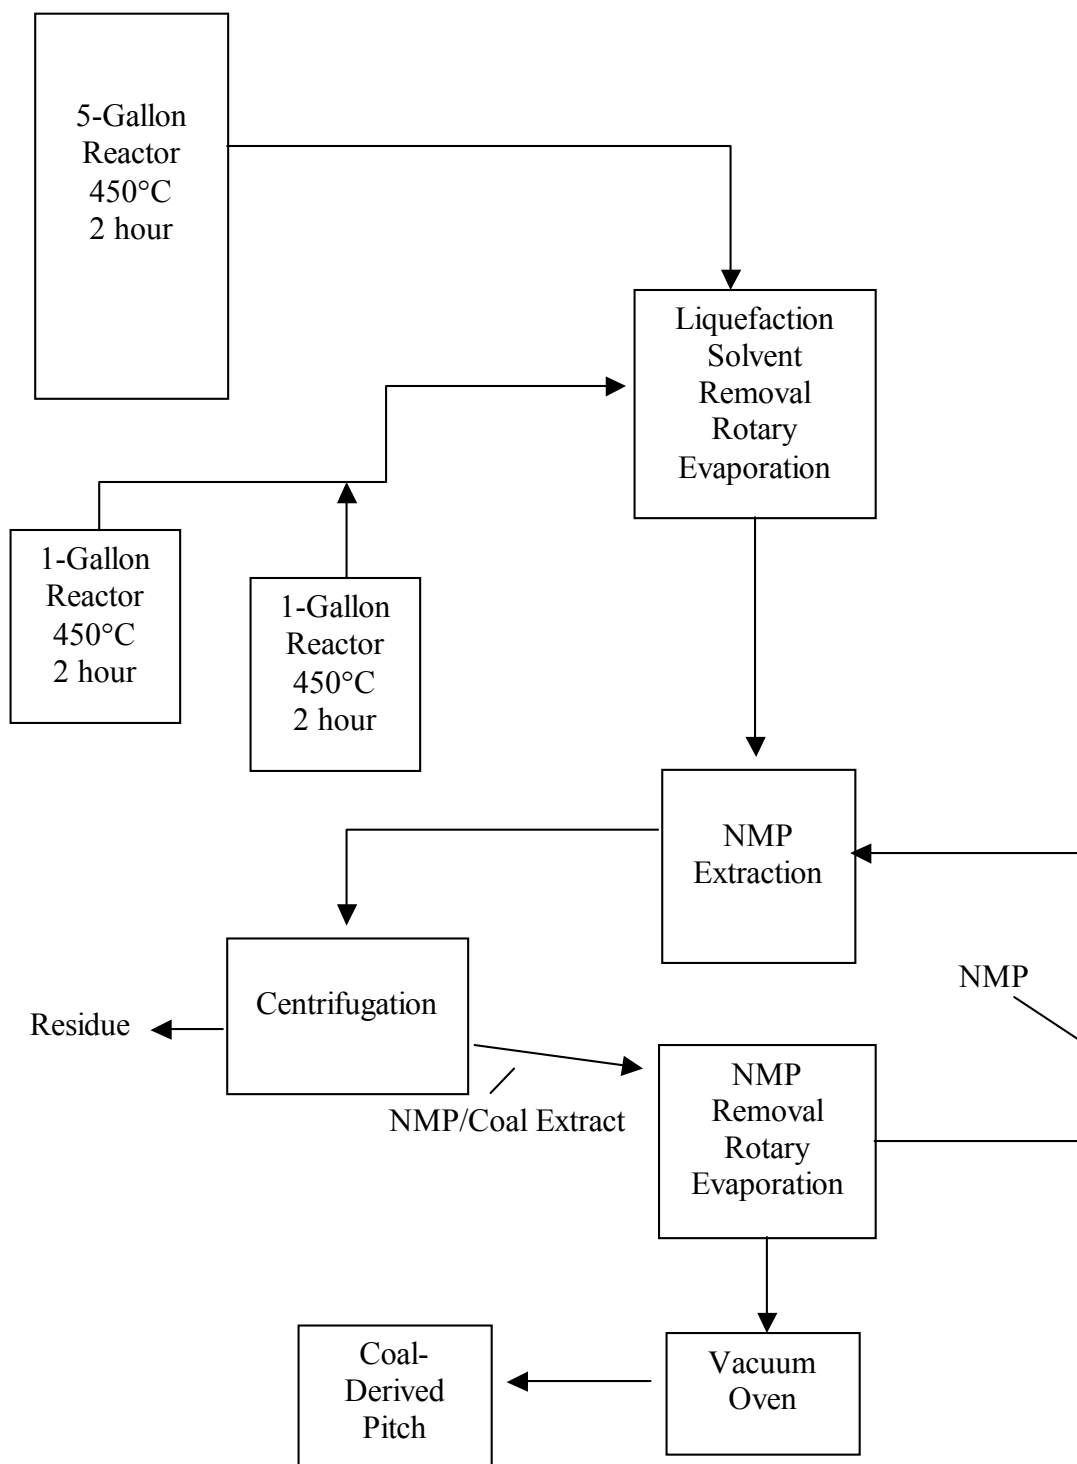 5-Gallon
Reactor
450°C
2 hour
Liquefaction
Solvent
Removal
Rotary
Evaporation
1-Gallon
Reactor
450°C
2 hour
1-Gallon
Reactor
450°C
2 hour
NMP
Extraction
Centrifugation
Residue
NMP
NMP/Coal Extract
NMP
Removal
Rotary
Evaporation
Coal-
Derived
Pitch
Vacuum
Oven